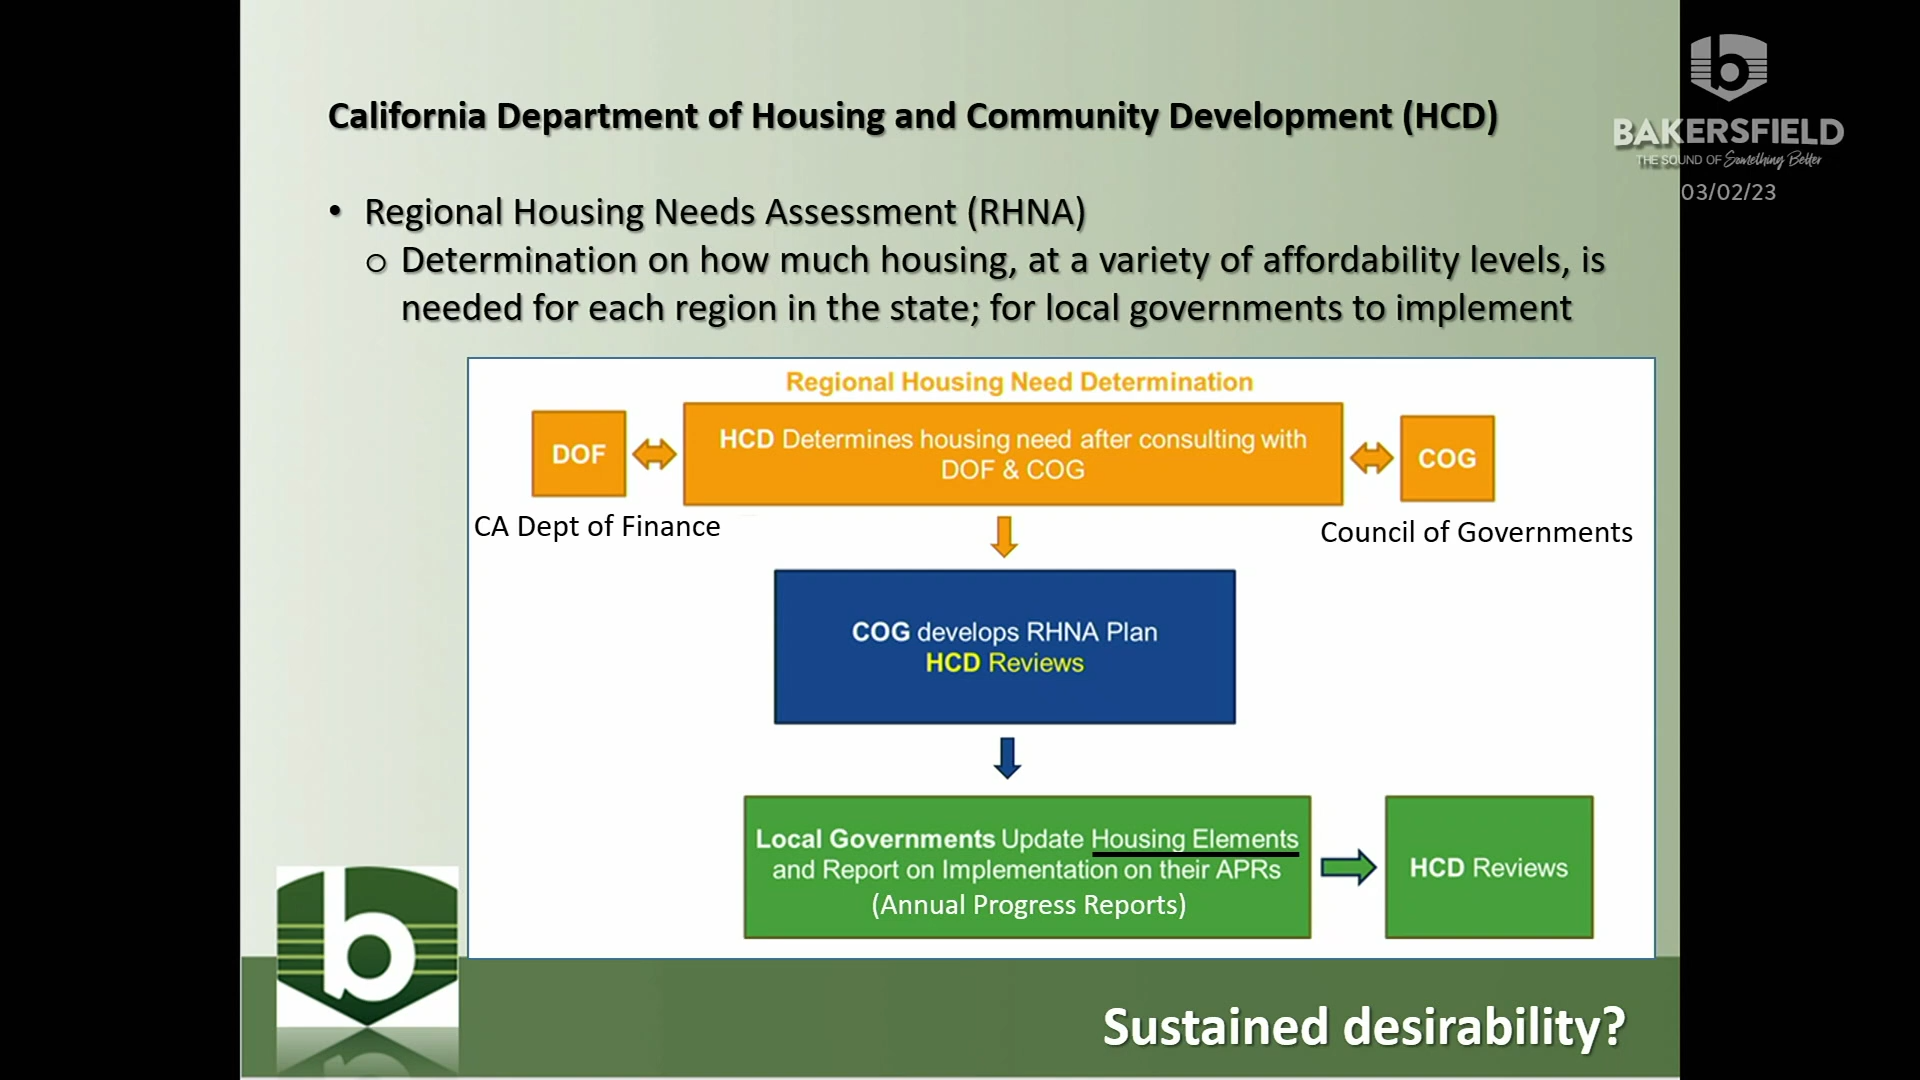 California Department of Housing and Community Development (HCD)
BAKERSFIELD
THE SOUND OF Something Better
03/02/23
• Regional Housing Needs Assessment (RHNA)
o Determination on how much housing, at a variety of affordability levels, is
needed for each region in the state; for local governments to implement
Regional Housing Need Determination
DOF
HCD Determines housing need after consulting with
DOF & COG
COG
CA Dept of Finance
Council of Governments
COG develops RHNA Plan
HCD Reviews
Local Governments Update Housing Elements
and Report on Implementation on their APRs
(Annual Progress Reports)
HCD Reviews
b
Sustained desirability?